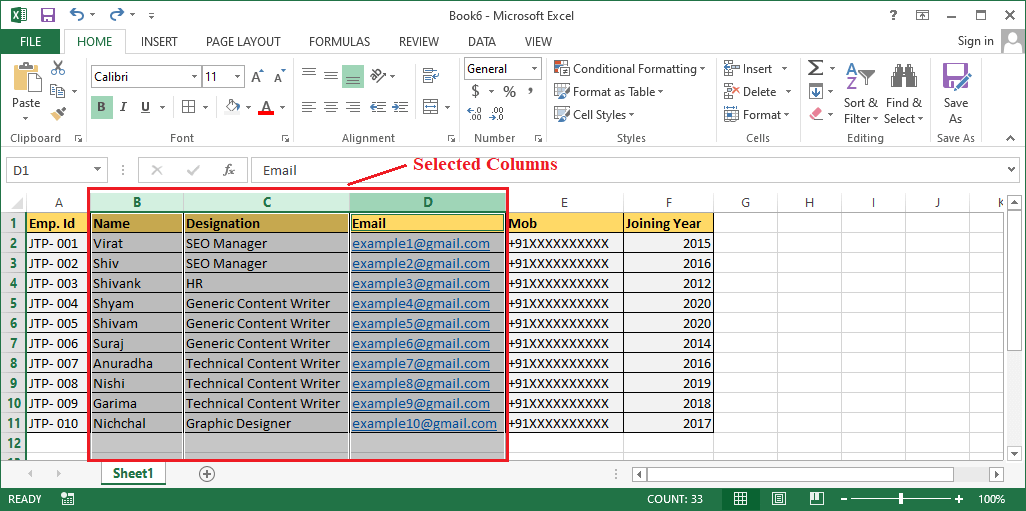 Book6 - Microsoft Excel
?
FILE HOME INSERT PAGE LAYOUT FORMULAS REVIEW DATA VIEW Sign in
Paste
Clipboard
Calibri 11
B I U A A A
Font
Alignment
General
$ % ,
.0 .00
.00 .0
Number
Conditional Formatting
Format as Table
Cell Styles
Styles
Insert
Delete
Format
Cells
Σ
A Z
Sort & Filter
Find & Select
Editing
Save As
Save As
D1 fx Email
Selected Columns
A B C D E F G H I J K
1 Emp. Id Name Designation Email Mob Joining Year
2 JTP- 001 Virat SEO Manager example1@gmail.com +91XXXXXXXXXX 2015
3 JTP- 002 Shiv SEO Manager example2@gmail.com +91XXXXXXXXXX 2016
4 JTP- 003 Shivank HR example3@gmail.com +91XXXXXXXXXX 2012
5 JTP- 004 Shyam Generic Content Writer example4@gmail.com +91XXXXXXXXXX 2020
6 JTP- 005 Shivam Generic Content Writer example5@gmail.com +91XXXXXXXXXX 2020
7 JTP- 006 Suraj Generic Content Writer example6@gmail.com +91XXXXXXXXXX 2014
8 JTP- 007 Anuradha Technical Content Writer example7@gmail.com +91XXXXXXXXXX 2016
9 JTP- 008 Nishi Technical Content Writer example8@gmail.com +91XXXXXXXXXX 2019
10 JTP- 009 Garima Technical Content Writer example9@gmail.com +91XXXXXXXXXX 2018
11 JTP- 010 Nichchal Graphic Designer example10@gmail.com +91XXXXXXXXXX 2017
12
Sheet1
READY COUNT: 33 100%